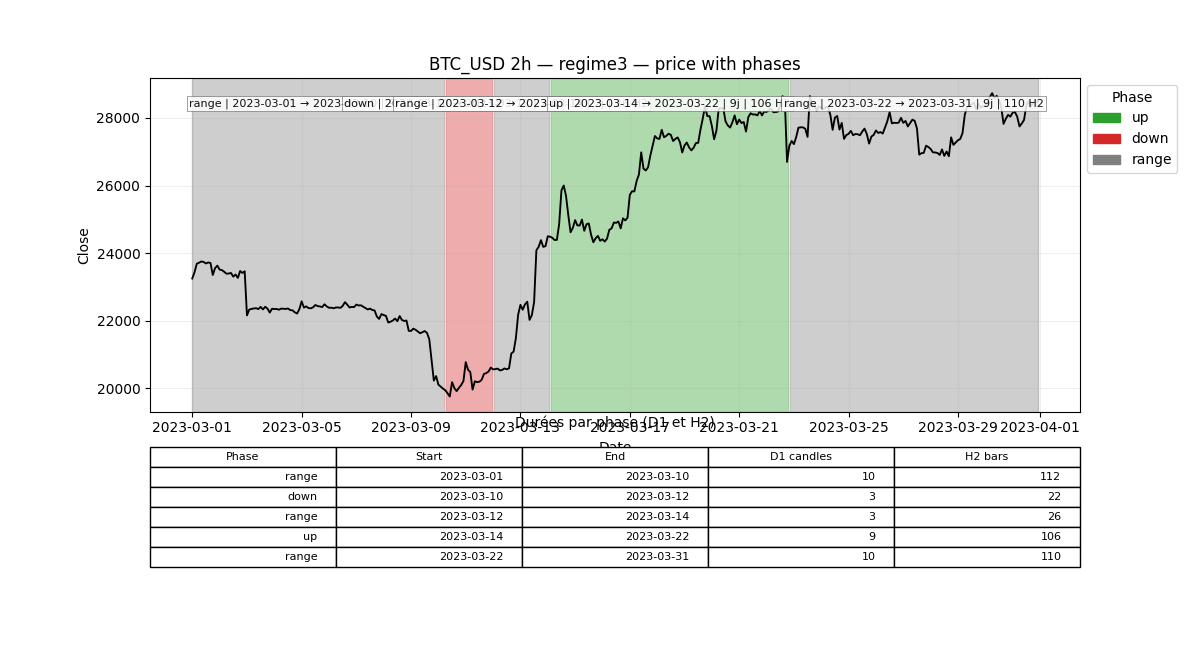 BTC_USD 2h — regime3 — price with phases
range | 2023-03-01 → 2023 down | 2 range | 2023-03-12 → 2023 up | 2023-03-14 → 2023-03-22 | 9j | 106 H range | 2023-03-22 → 2023-03-31 | 9j | 110 H2
Phase
up
down
range
28000
26000
24000
22000
20000
Close
2023-03-01 2023-03-05 2023-03-09 2023-03-13 2023-03-17 2023-03-21 2023-03-25 2023-03-29 2023-04-01
Durées par phase (D1 et H2)
Date
Phase Start End D1 candles H2 bars
range 2023-03-01 2023-03-10 10 112
down 2023-03-10 2023-03-12 3 22
range 2023-03-12 2023-03-14 3 26
up 2023-03-14 2023-03-22 9 106
range 2023-03-22 2023-03-31 10 110